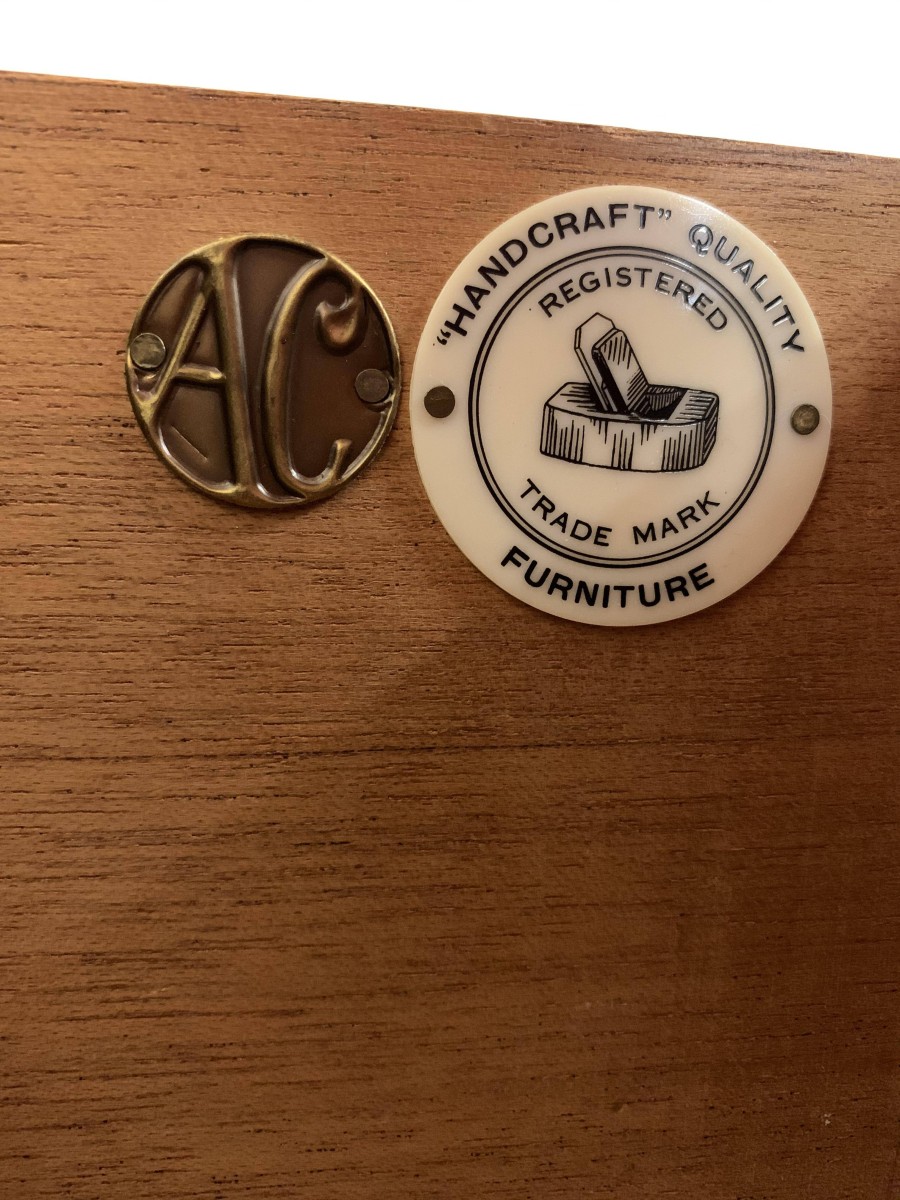 AC
"HANDCRAFT" QUALITY
REGISTERED
TRADE MARK
FURNITURE